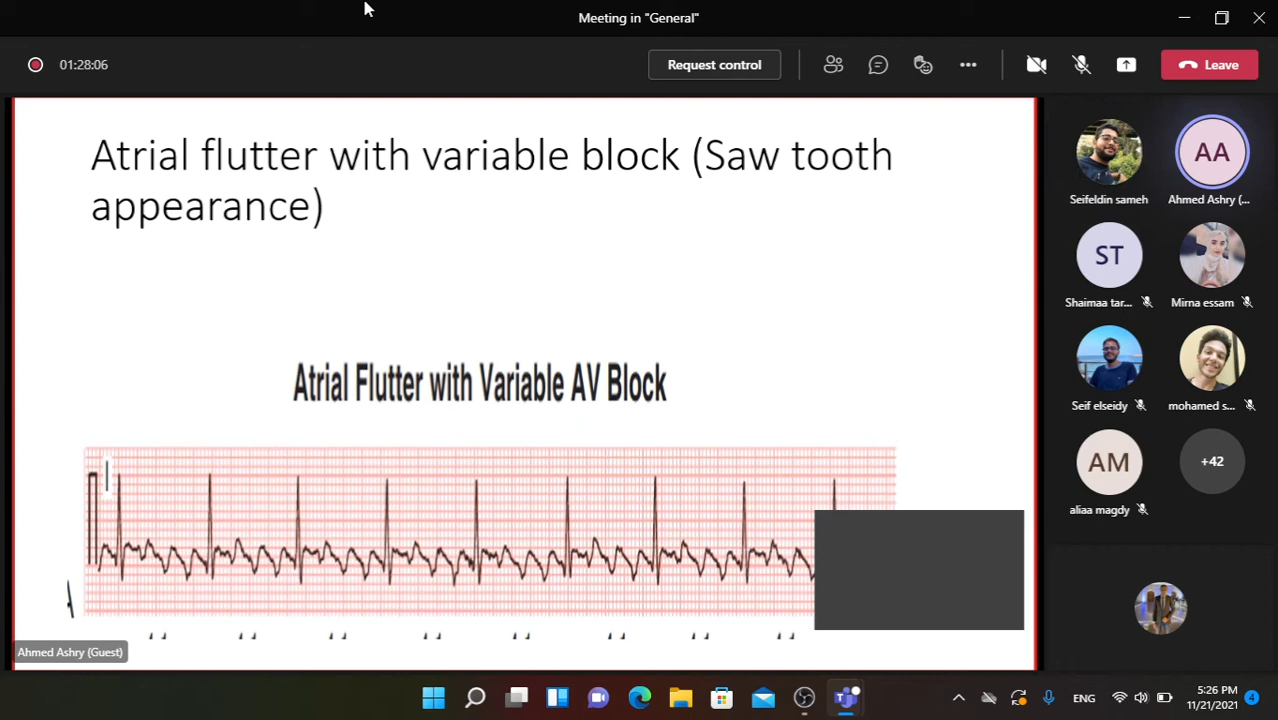 Meeting in "General"
01:28:06
Request control
Leave
Atrial flutter with variable block (Saw tooth
appearance)
Atrial Flutter with Variable AV Block
I
Ahmed Ashry (Guest)
Seifeldin sameh
AA
Ahmed Ashry (...
ST
Shaimaa tar...
Mirna essam
Seif elseidy
mohamed s...
AM
aliaa magdy
+42
ENG
5:26 PM
11/21/2021
4